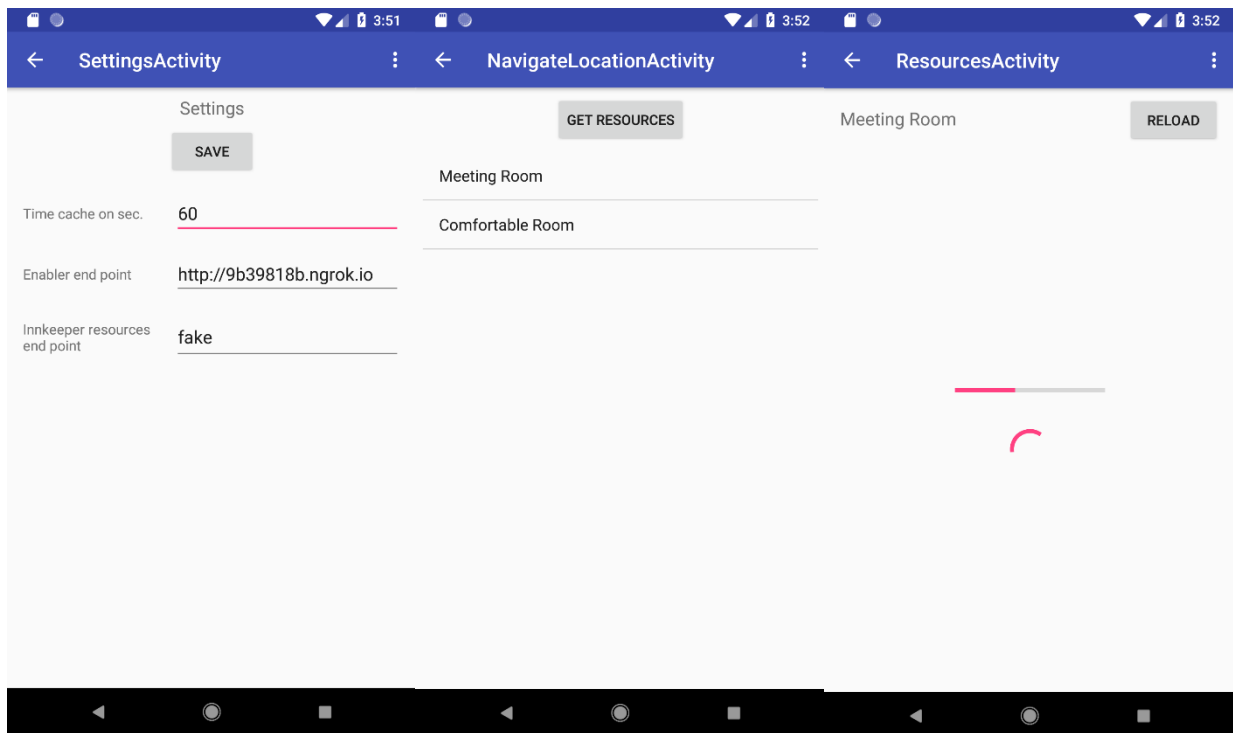 3:51
SettingsActivity
Settings
SAVE
Time cache on sec.
60
Enabler end point
http://9b39818b.ngrok.io
Innkeeper resources
end point
fake
3:52
NavigateLocationActivity
GET RESOURCES
Meeting Room
Comfortable Room
3:52
ResourcesActivity
Meeting Room
RELOAD